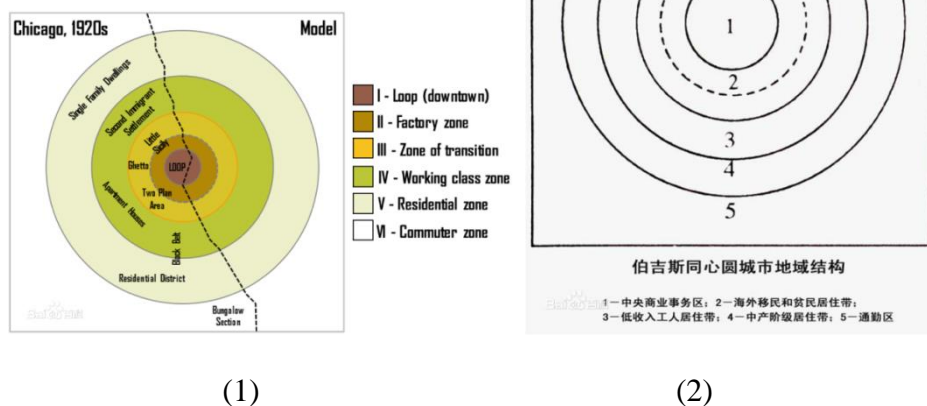 Chicago, 1920s
Model
Single Family Dwellings
Second Immigrant
Settlement
Little
Sicily
Ghetto
LOOP
Two Plan
Area
Apartment Houses
Black Belt
Residential District
Bungalow
Section
I - Loop (downtown)
II - Factory zone
III - Zone of transition
IV - Working class zone
V - Residential zone
VI - Commuter zone
(1)
1
2
3
4
5
伯吉斯同心圆城市地域结构
1—中央商业事务区；2—海外移民和贫民居住带；
3—低收入工人居住带；4—中产阶级居住带；5—通勤区
(2)